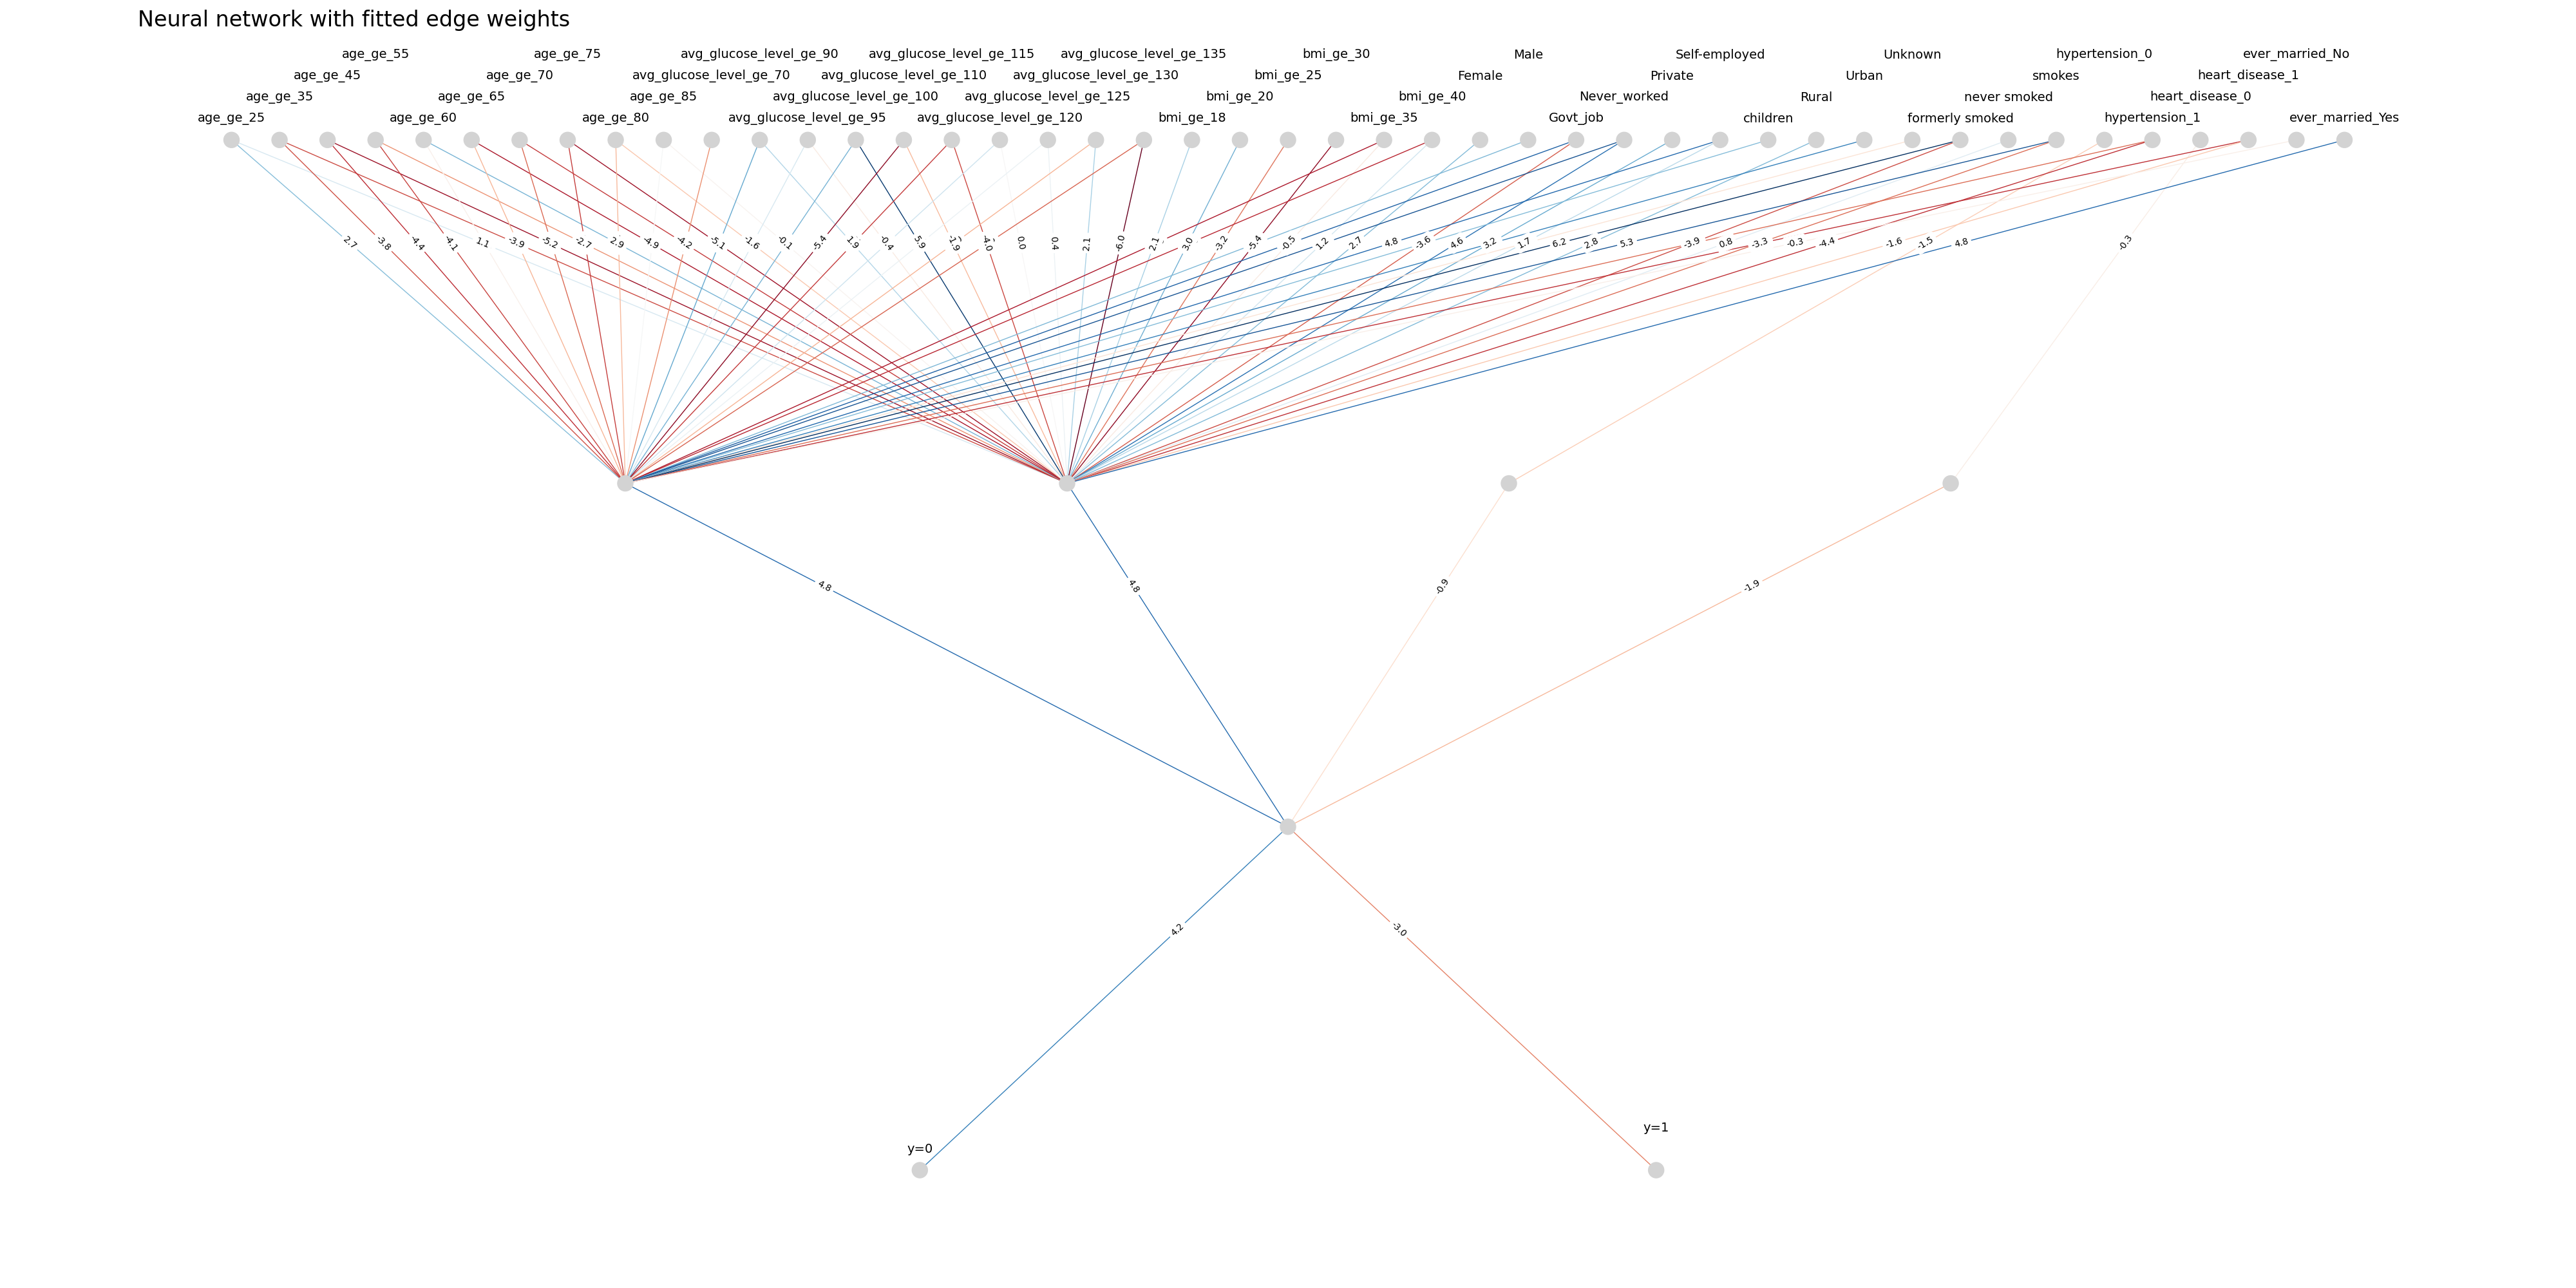 Neural network with fitted edge weights
age_ge_55 age_ge_75 avg_glucose_level_ge_90 avg_glucose_level_ge_115 avg_glucose_level_ge_135 bmi_ge_30 Male Self-employed Unknown hypertension_0 ever_married_No
age_ge_45 age_ge_70 avg_glucose_level_ge_70 avg_glucose_level_ge_110 avg_glucose_level_ge_130 bmi_ge_25 Female Private Urban smokes heart_disease_1
age_ge_35 age_ge_65 age_ge_85 avg_glucose_level_ge_100 avg_glucose_level_ge_125 bmi_ge_20 bmi_ge_40 Never_worked Rural never smoked heart_disease_0
age_ge_25 age_ge_60 age_ge_80 avg_glucose_level_ge_95 avg_glucose_level_ge_120 bmi_ge_18 bmi_ge_35 Govt_job children formerly smoked hypertension_1 ever_married_Yes
2.7 -3.8 -4.4 -4.1 1.1 -3.9 -5.2 -2.7 2.9 -4.9 -4.2 -5.1 -1.6 -0.1 -5.4 1.9 -0.4 5.9 -1.9 -4.0 0.0 0.4 2.1 -6.0 2.1 3.0 -3.2 -5.4 -0.5 1.2 2.7 4.8 -3.6 4.6 3.2 1.7 6.2 2.8 5.3 -3.9 0.8 -3.3 -0.3 -4.4 -1.6 -1.5 4.8 -0.3
4.8 4.8 -0.9 -1.9
4.2 -3.0
y=1
y=0